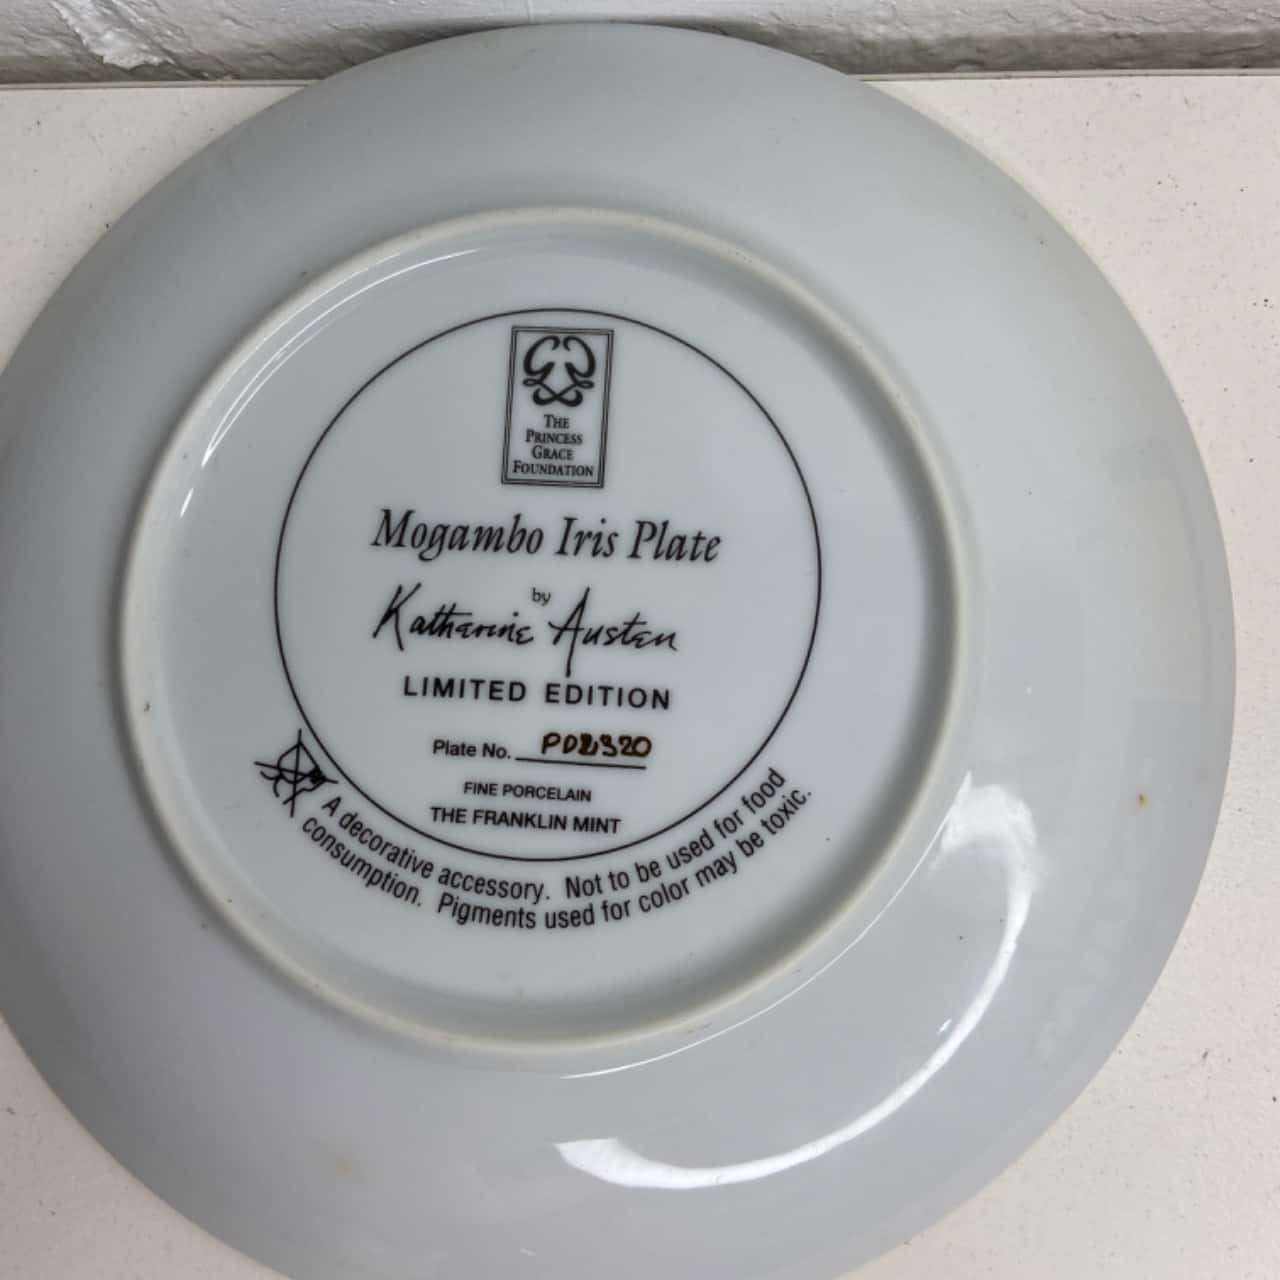 THE
PRINCESS
GRACE
FOUNDATION
Mogambo Iris Plate
by
Katherine Austen
LIMITED EDITION
Plate No.
FINE PORCELAIN
THE FRANKLIN MINT
A decorative accessory. Not to be used for food
consumption. Pigments used for color may be toxic.